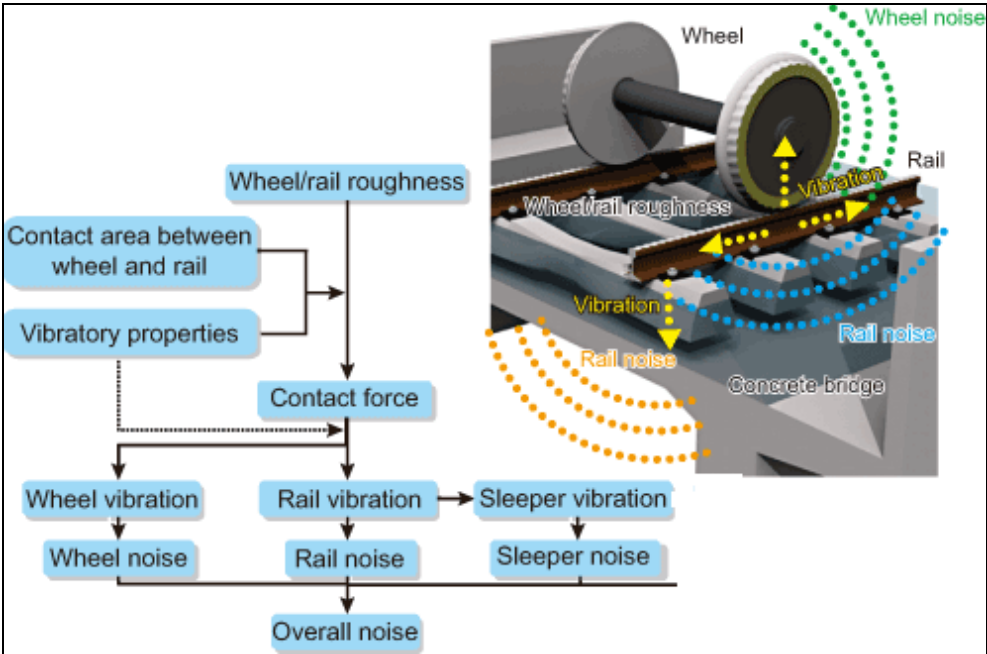 Wheel noise
Wheel
Rail
Vibration
Wheel/rail roughness
Vibration
Rail noise
Rail noise
Concrete bridge
Wheel/rail roughness
Contact area between
wheel and rail
Vibratory properties
Contact force
Wheel vibration
Rail vibration
Sleeper vibration
Wheel noise
Rail noise
Sleeper noise
Overall noise